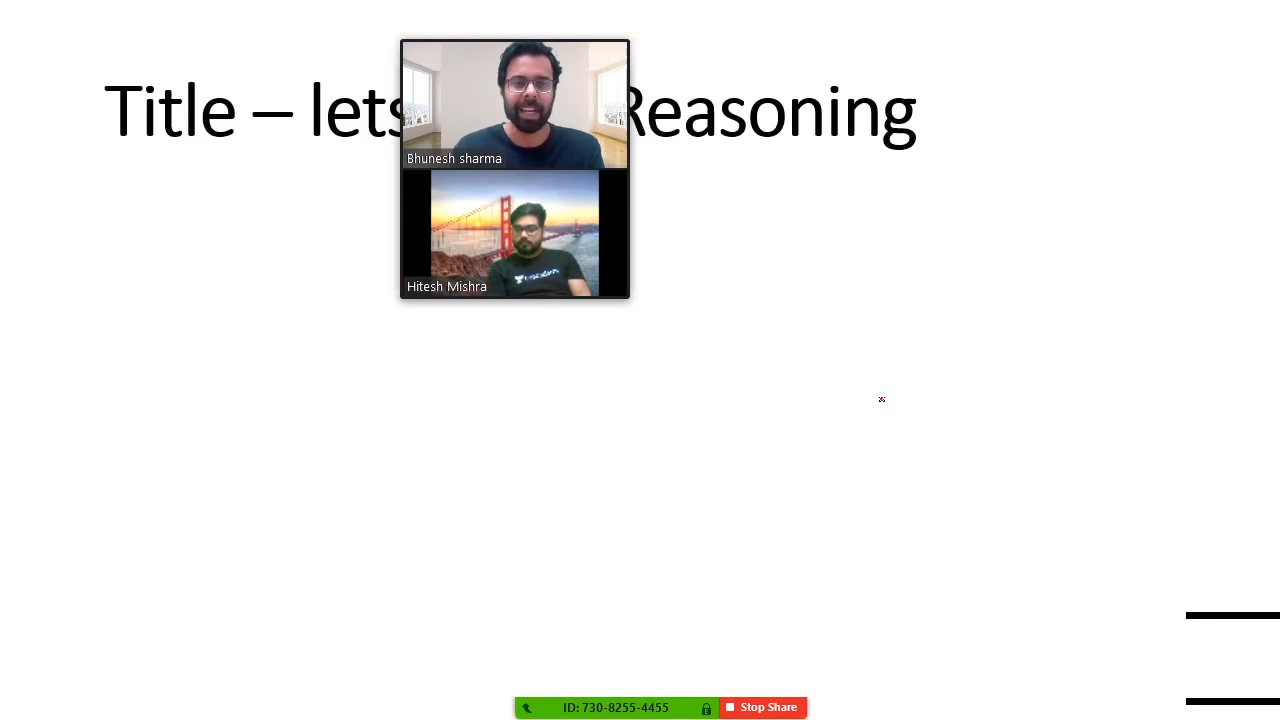 Title – lets Reasoning
Bhunesh sharma
Hitesh Mishra
ID: 730-8255-4455
Stop Share